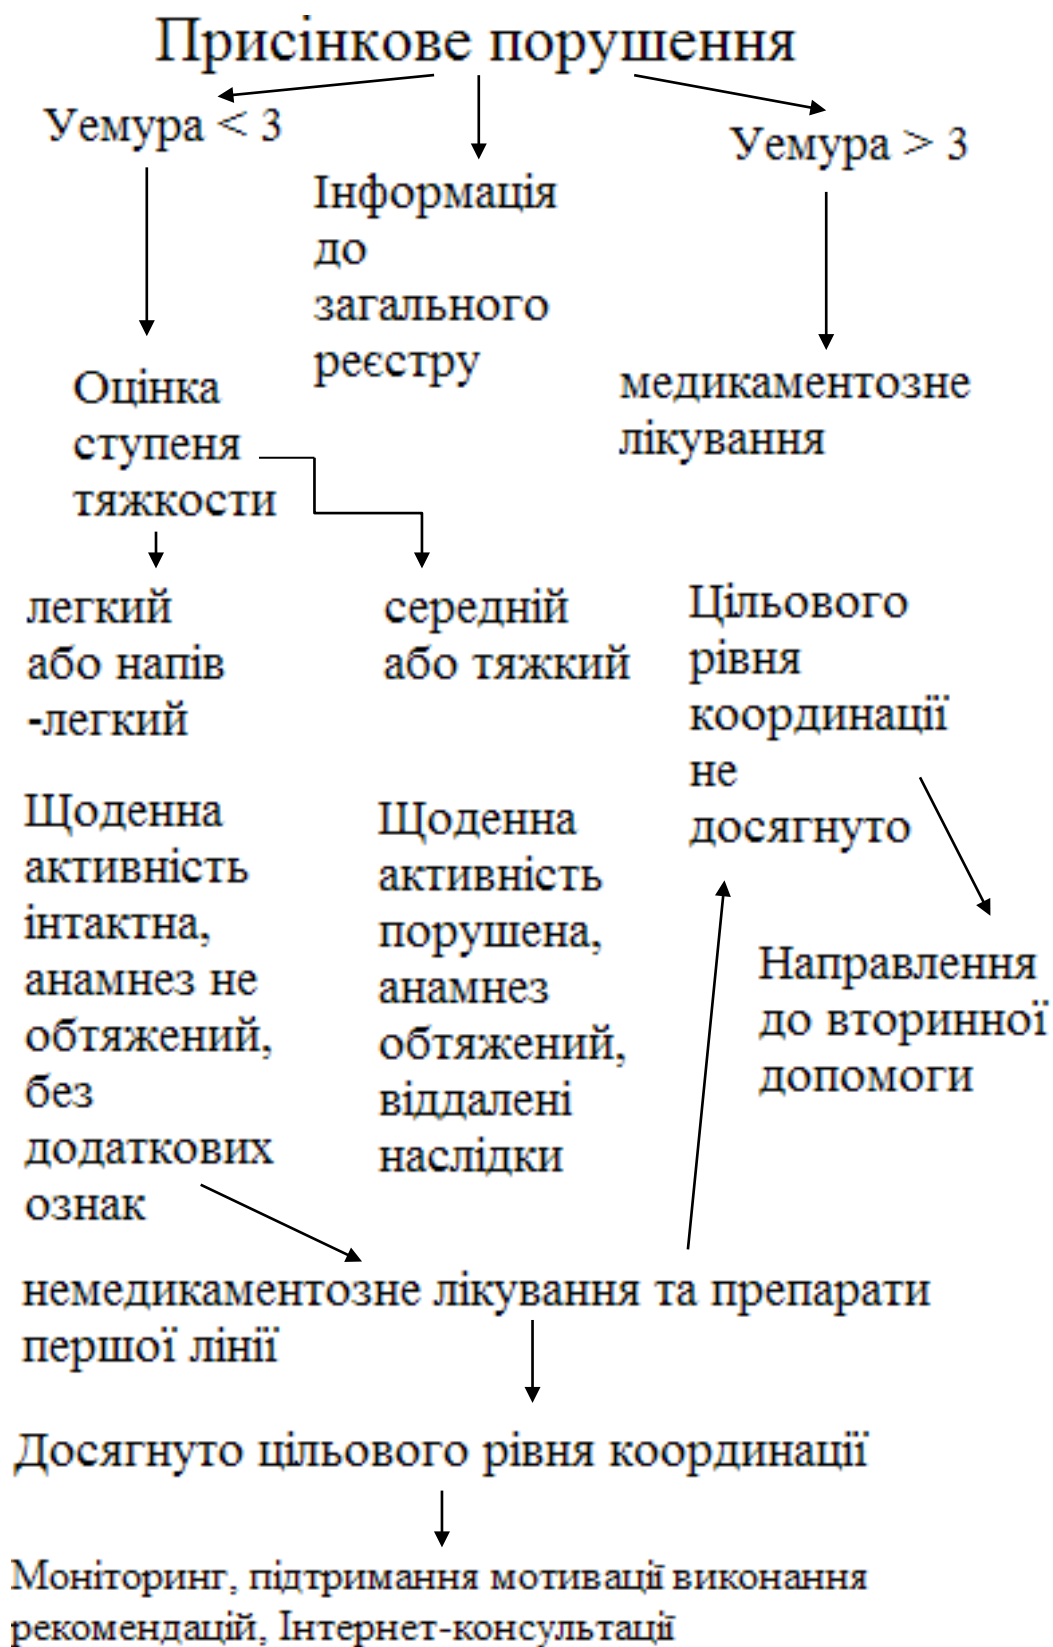 Присінкове порушення
Уемура < 3
Уемура > 3
Інформація
до
загального
реєстру
Оцінка
ступеня
тяжкости
медикаментозне
лікування
легкий
або напів
-легкий
середній
або тяжкий
Цільового
рівня
координації
не
досягнуто
Щоденна
активність
інтактна,
анамнез не
обтяжений,
без
додаткових
ознак
Щоденна
активність
порушена,
анамнез
обтяжений,
віддалені
наслідки
Направлення
до вторинної
допомоги
немедикаментозне лікування та препарати
першої лінії
Досягнуто цільового рівня координації
Моніторинг, підтримання мотивації виконання
рекомендацій, Інтернет-консультації